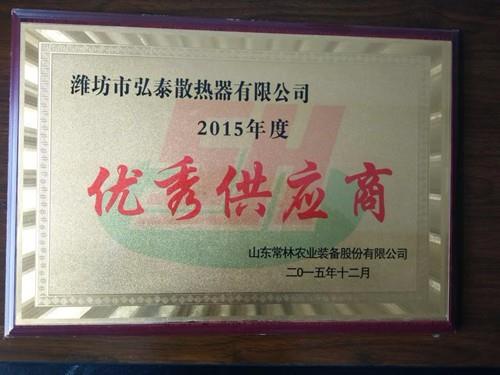 潍坊市弘泰散热器有限公司
2015年度
优秀供应商
山东常林农业装备股份有限公司
二0一五年十二月